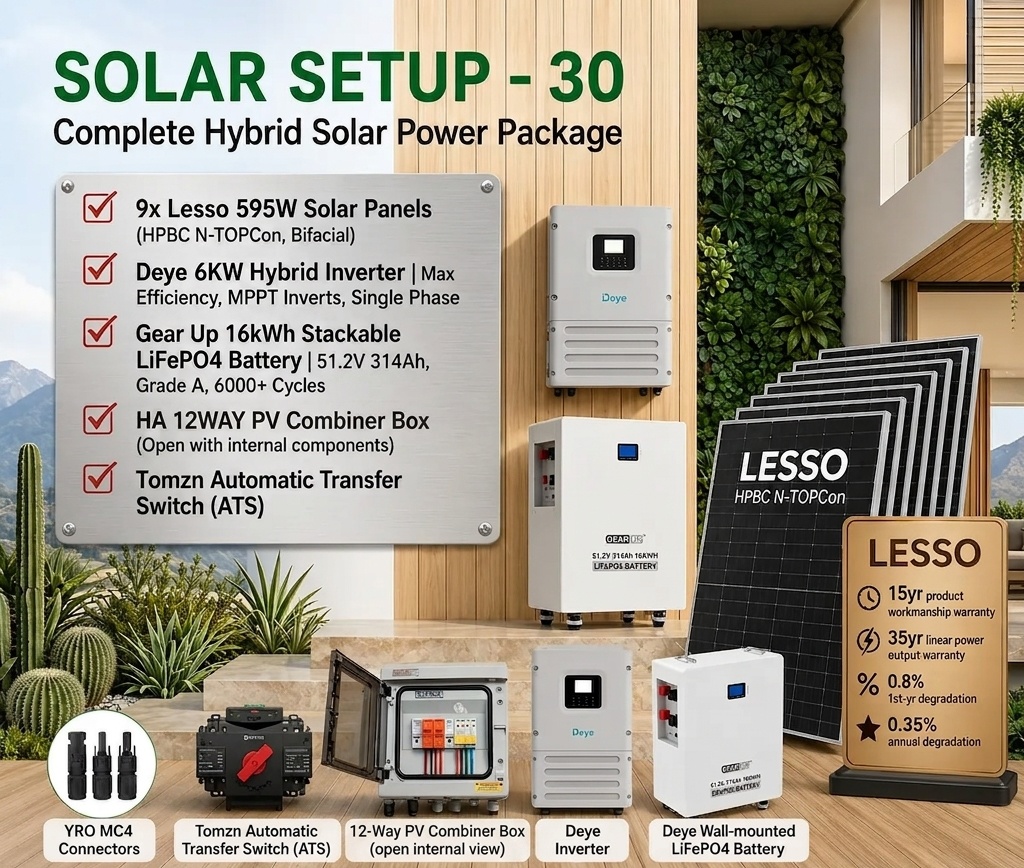 SOLAR SETUP - 30
Complete Hybrid Solar Power Package
9x Lesso 595W Solar Panels
(HPBC N-TOPCon, Bifacial)
Deye 6KW Hybrid Inverter | Max
Efficiency, MPPT Inverts, Single Phase
Gear Up 16kWh Stackable
LiFePO4 Battery | 51.2V 314Ah,
Grade A, 6000+ Cycles
HA 12WAY PV Combiner Box
(Open with internal components)
Tomzn Automatic Transfer
Switch (ATS)
Doye
LESSO
HPBC N-TOPCon
LESSO
15yr product
workmanship warranty
35yr linear power
output warranty
0.8%
1st-yr degradation
0.35%
annual degradation
Deye
YRO MC4
Connectors
Tomzn Automatic
Transfer Switch (ATS)
12-Way PV Combiner Box
(open internal view)
Deye
Inverter
Deye Wall-mounted
LiFePO4 Battery